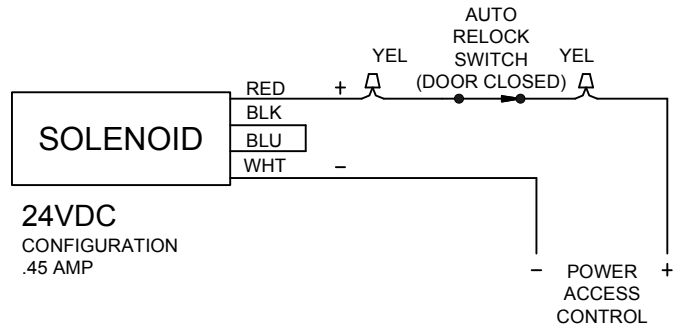 AUTO
RELOCK
SWITCH
(DOOR CLOSED)
YEL
YEL
RED
+
BLK
SOLENOID
BLU
WHT
–
24VDC
CONFIGURATION
.45 AMP
–
POWER
ACCESS
CONTROL
+